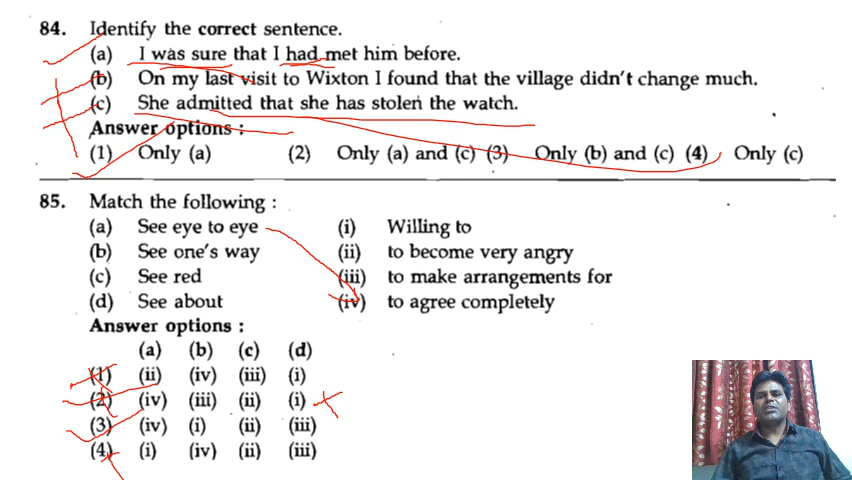 84. Identify the correct sentence.
(a) I was sure that I had met him before.
(b) On my last visit to Wixton I found that the village didn't change much.
(c) She admitted that she has stolen the watch.
Answer options :
(1) Only (a) (2) Only (a) and (c) (3) Only (b) and (c) (4) Only (c)
85. Match the following :
(a) See eye to eye (i) Willing to
(b) See one's way (ii) to become very angry
(c) See red (iii) to make arrangements for
(d) See about (iv) to agree completely
Answer options :
(a) (b) (c) (d)
(1) (ii) (iv) (iii) (i)
(2) (iv) (iii) (ii) (i)
(3) (iv) (i) (ii) (iii)
(4) (i) (iv) (ii) (iii)